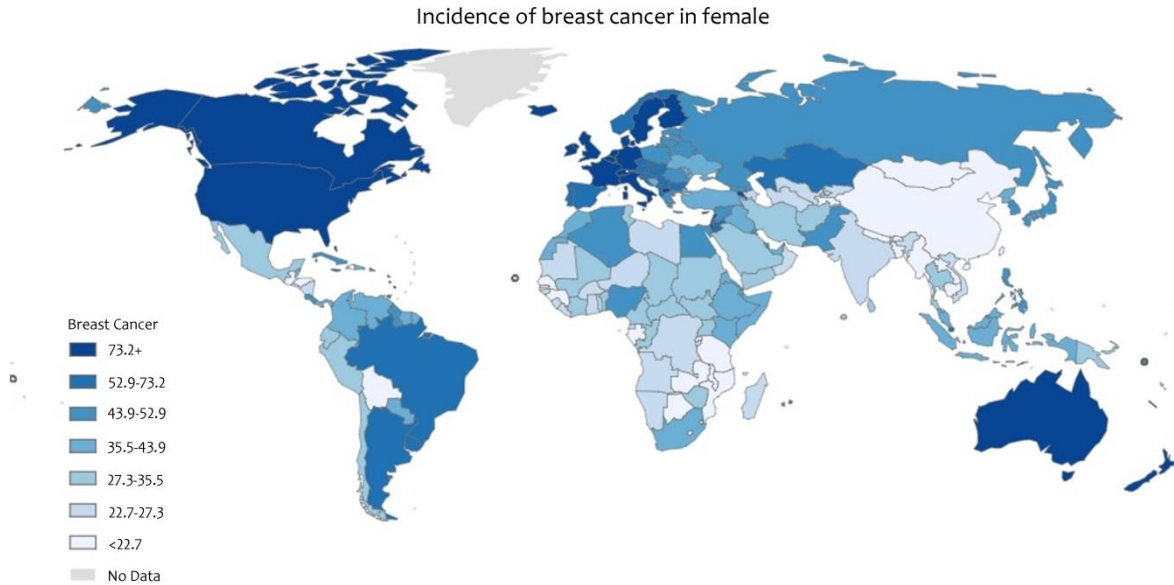 Incidence of breast cancer in female
Breast Cancer
73.2+
52.9-73.2
43.9-52.9
35.5-43.9
27.3-35.5
22.7-27.3
<22.7
No Data